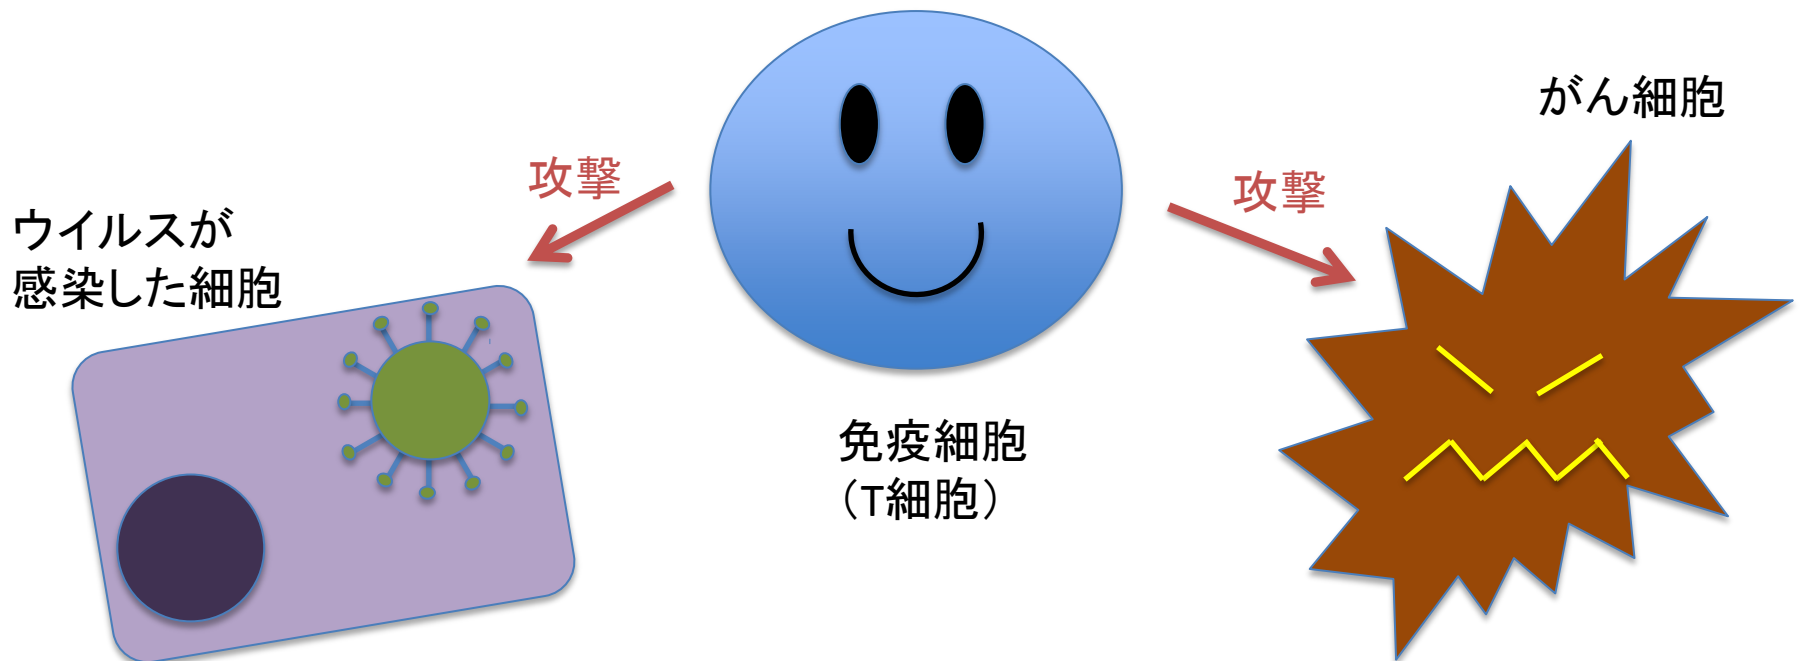 がん細胞
攻撃
攻撃
ウイルスが
感染した細胞
免疫細胞
（T細胞）